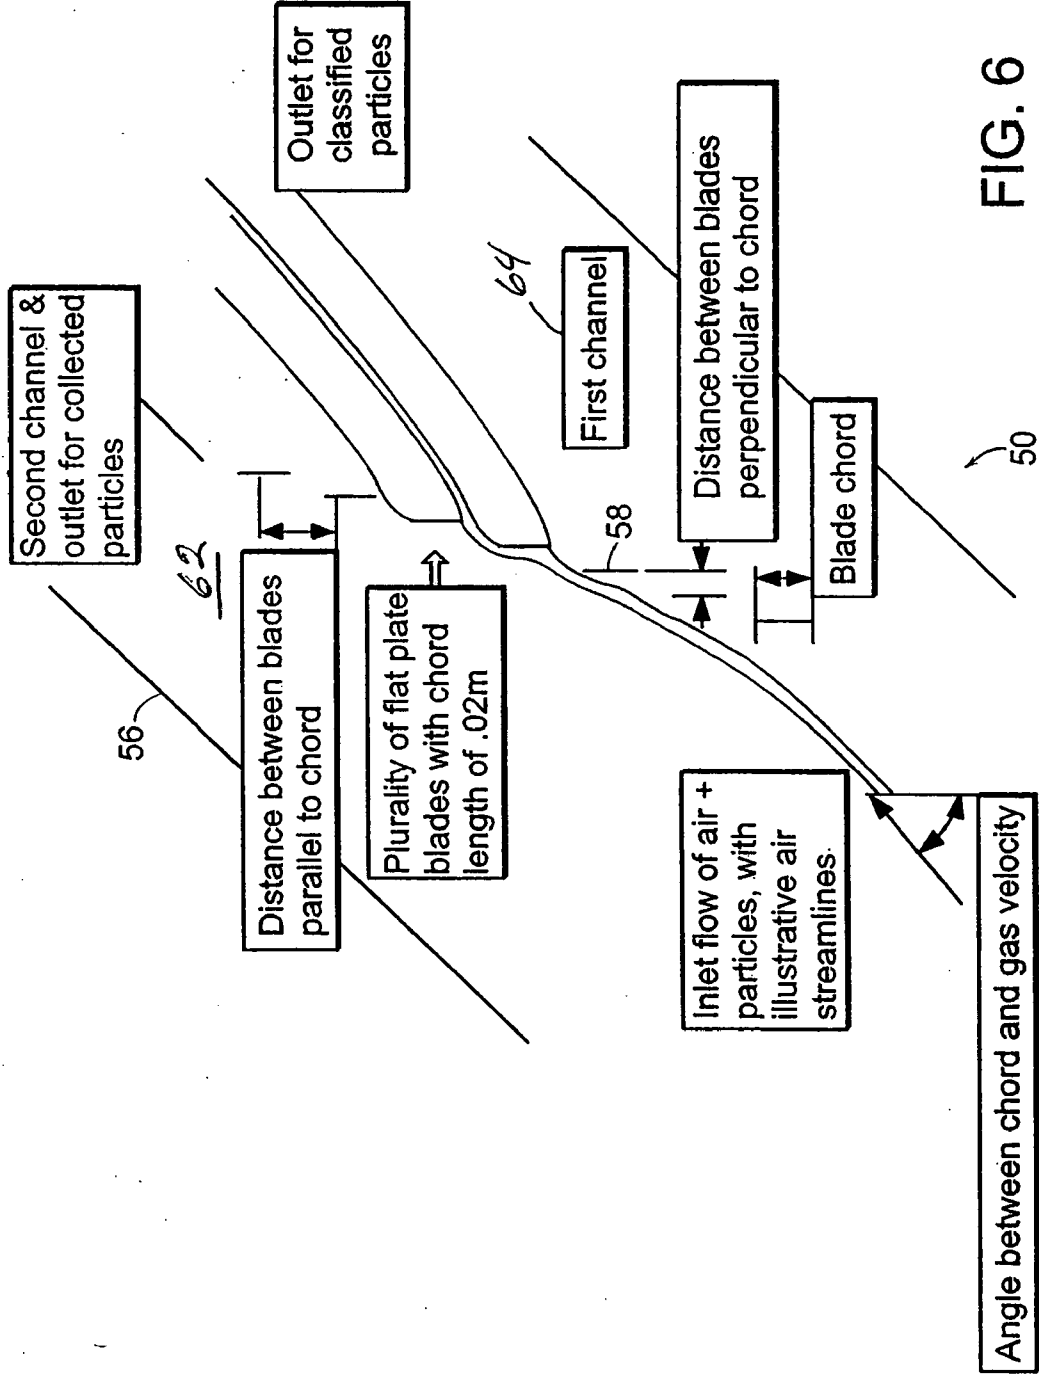 Second channel &
outlet for collected
particles
62
56
Distance between blades
parallel to chord
Plurality of flat plate
blades with chord
length of .02m
Outlet for
classified
particles
64
First channel
58
Inlet flow of air +
particles, with
illustrative air
streamlines.
Distance between blades
perpendicular to chord
Blade chord
50
Angle between chord and gas velocity
FIG. 6